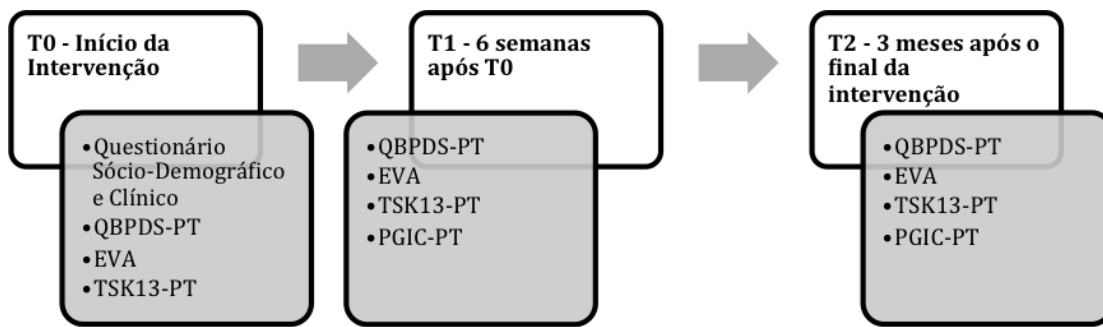 T0 - Início da
Intervenção
•Questionário
Sócio-Demográfico
e Clínico
•QBPDS-PT
•EVA
•TSK13-PT
T1 - 6 semanas
após T0
•QBPDS-PT
•EVA
•TSK13-PT
•PGIC-PT
T2 - 3 meses após o
final da
intervenção
•QBPDS-PT
•EVA
•TSK13-PT
•PGIC-PT